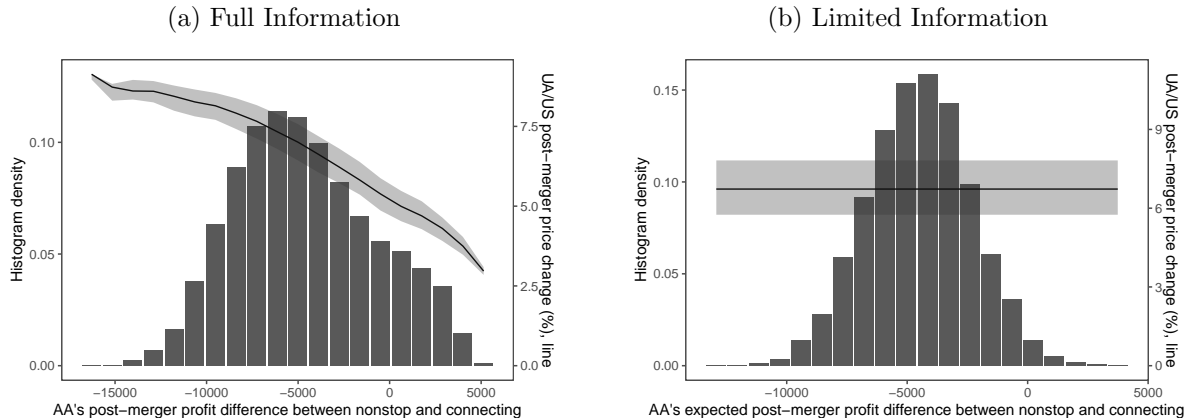 (a) Full Information
0.10
0.05
0.00
Histogram density
7.5
5.0
2.5
0.0
UA/US post−merger price change (%), line
−15000 −10000 −5000 0 5000
AA's post−merger profit difference between nonstop and connecting
(b) Limited Information
0.15
0.10
0.05
0.00
Histogram density
9
6
3
0
UA/US post−merger price change (%), line
−10000 −5000 0 5000
AA's expected post−merger profit difference between nonstop and connecting